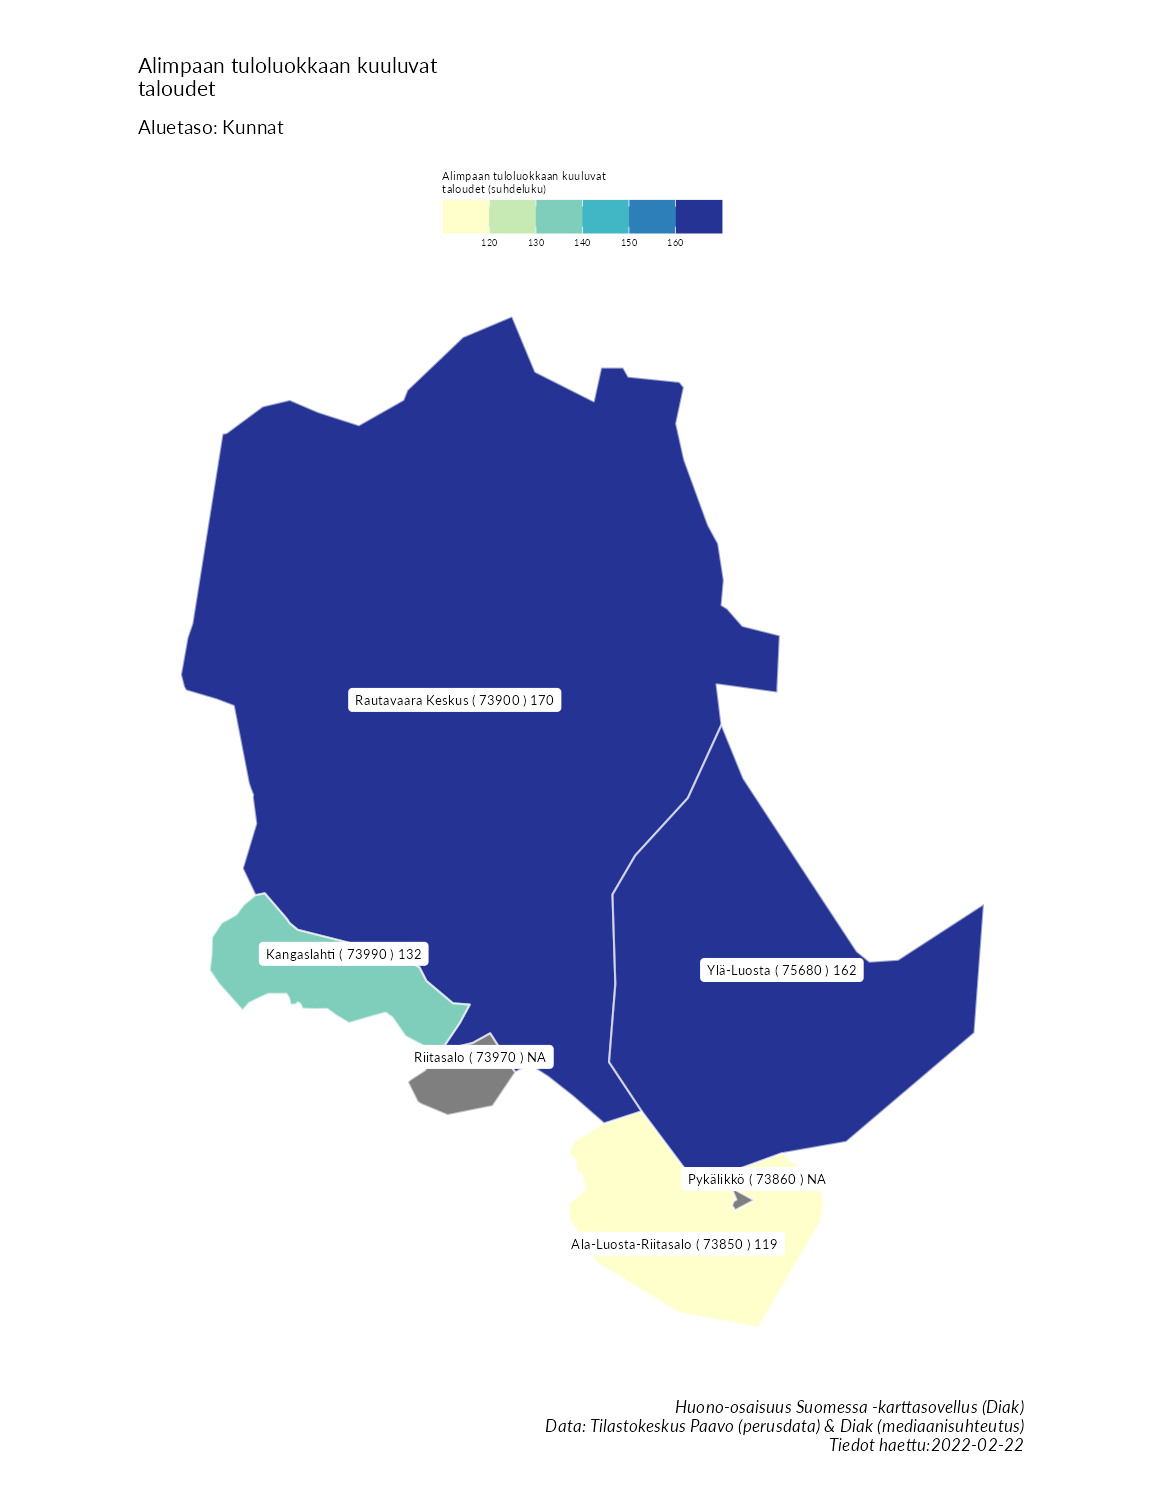 Alimpaan tuloluokkaan kuuluvat
taloudet
Aluetaso: Kunnat
Alimpaan tuloluokkaan kuuluvat
taloudet (suhdeluku)
120 130 140 150 160
Rautavaara Keskus ( 73900 ) 170
Kangaslahti ( 73990 ) 132
Ylä-Luosta ( 75680 ) 162
Riitasalo ( 73970 ) NA
Pykälikkö ( 73860 ) NA
Ala-Luosta-Riitasalo ( 73850 ) 119
Huono-osaisuus Suomessa -karttasovellus (Diak)
Data: Tilastokeskus Paavo (perusdata) & Diak (mediaanisuhteutus)
Tiedot haettu:2022-02-22